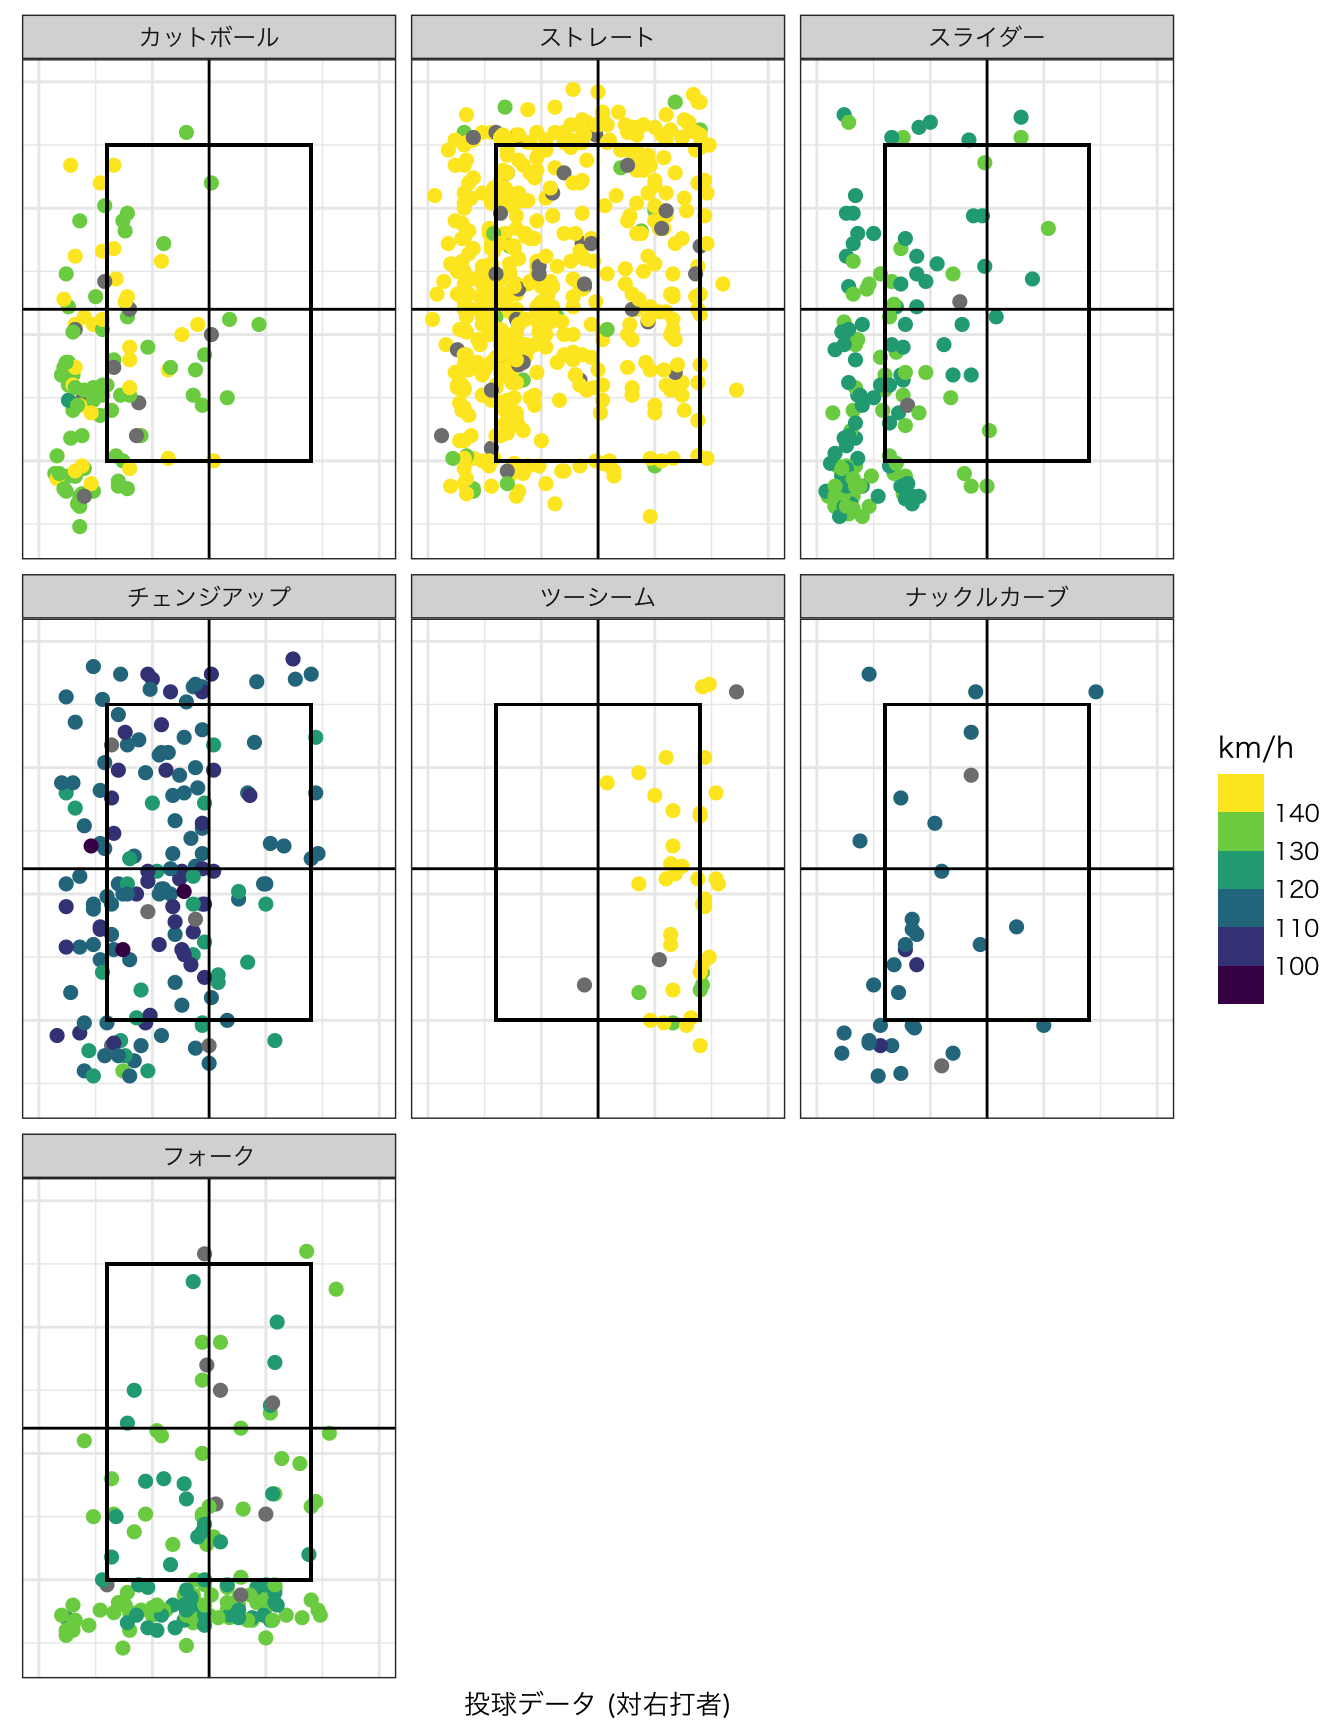 カットボール
ストレート
スライダー
チェンジアップ
ツーシーム
ナックルカーブ
km/h
140
130
120
110
100
フォーク
投球データ (対右打者)